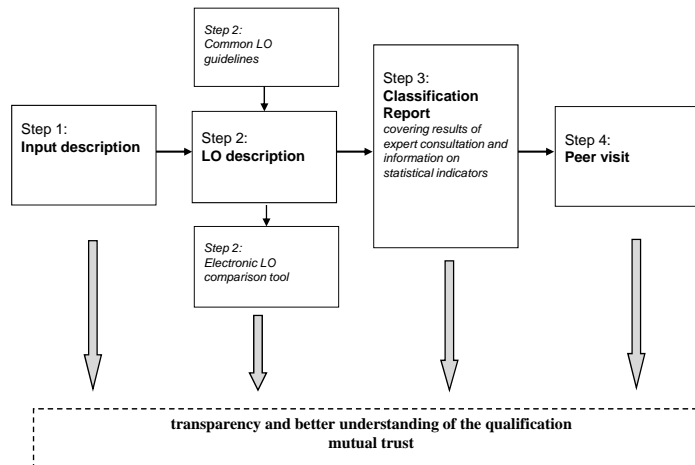 Step 1:
Input description
Step 2:
Common LO
guidelines
Step 2:
LO description
Step 2:
Electronic LO
comparison tool
Step 3:
Classification
Report
covering results of
expert consultation and
information on
statistical indicators
Step 4:
Peer visit
transparency and better understanding of the qualification
mutual trust